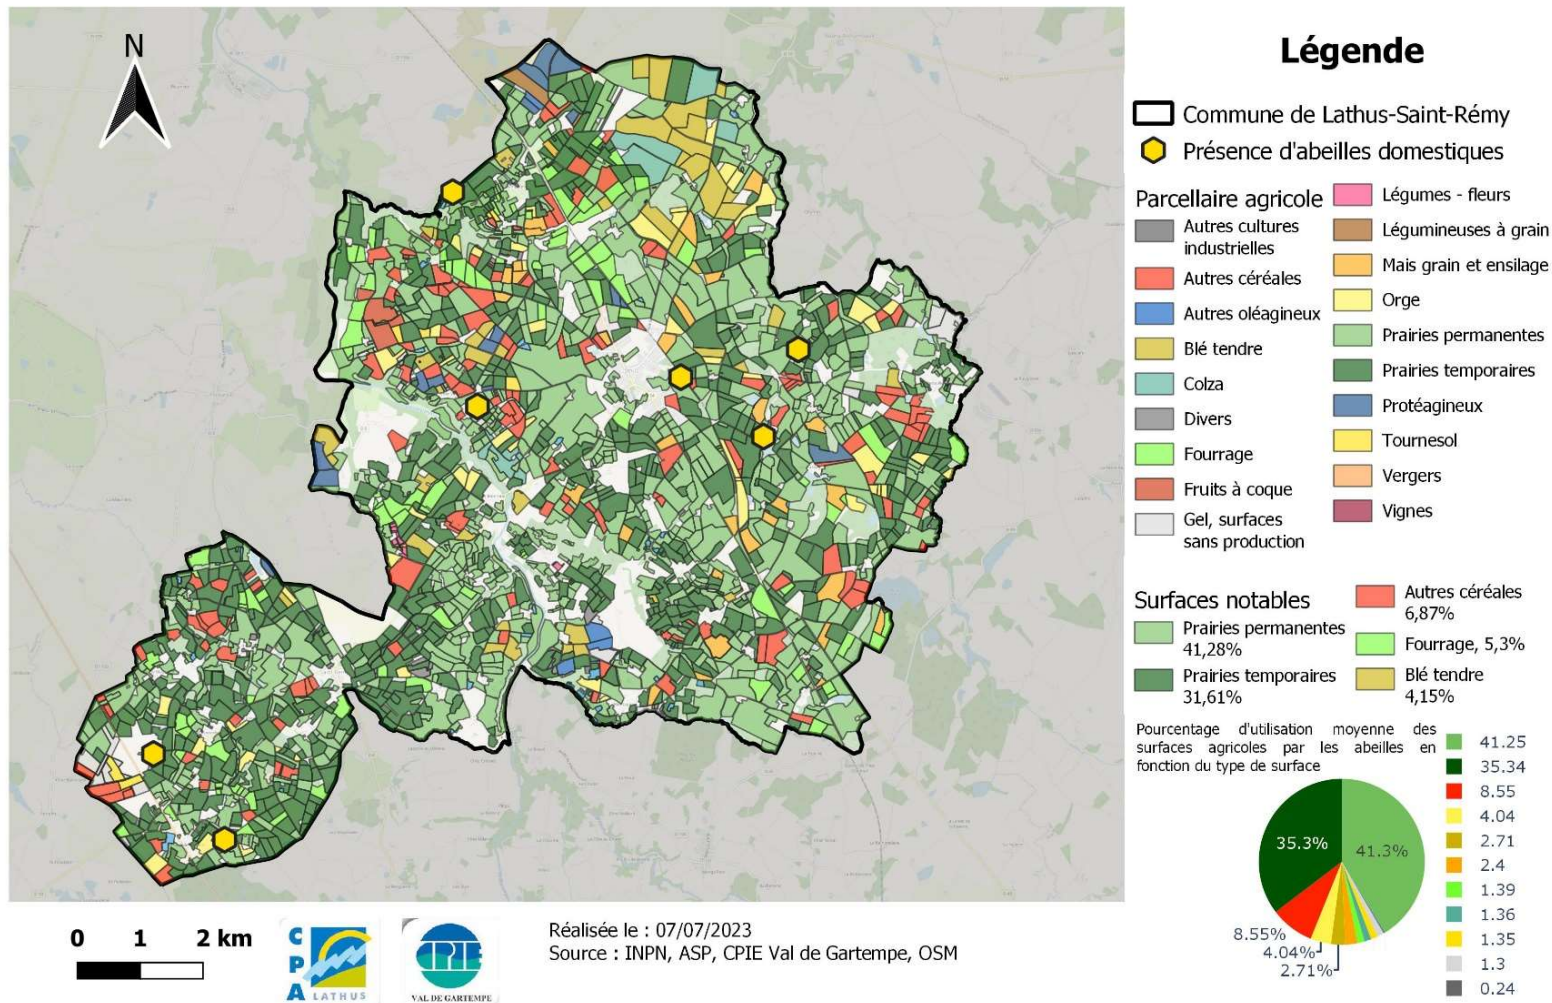 N
Légende
Commune de Lathus-Saint-Rémy
Présence d'abeilles domestiques
Parcellaire agricole
Autres cultures
industrielles
Autres céréales
Autres oléagineux
Blé tendre
Colza
Divers
Fourrage
Fruits à coque
Gel, surfaces
sans production
Légumes - fleurs
Légumineuses à grain
Mais grain et ensilage
Orge
Prairies permanentes
Prairies temporaires
Protéagineux
Tournesol
Vergers
Vignes
Surfaces notables
Prairies permanentes
41,28%
Prairies temporaires
31,61%
Autres céréales
6,87%
Fourrage, 5,3%
Blé tendre
4,15%
Pourcentage d'utilisation moyenne des
surfaces agricoles par les abeilles en
fonction du type de surface
41.25
35.34
8.55
4.04
2.71
2.4
1.39
1.36
1.35
1.3
0.24
35.3%
41.3%
8.55%
4.04%
2.71%
0 1 2 km
CPA
LATHUS
CPIE
VAL DE GARTEMPE
Réalisée le : 07/07/2023
Source : INPN, ASP, CPIE Val de Gartempe, OSM